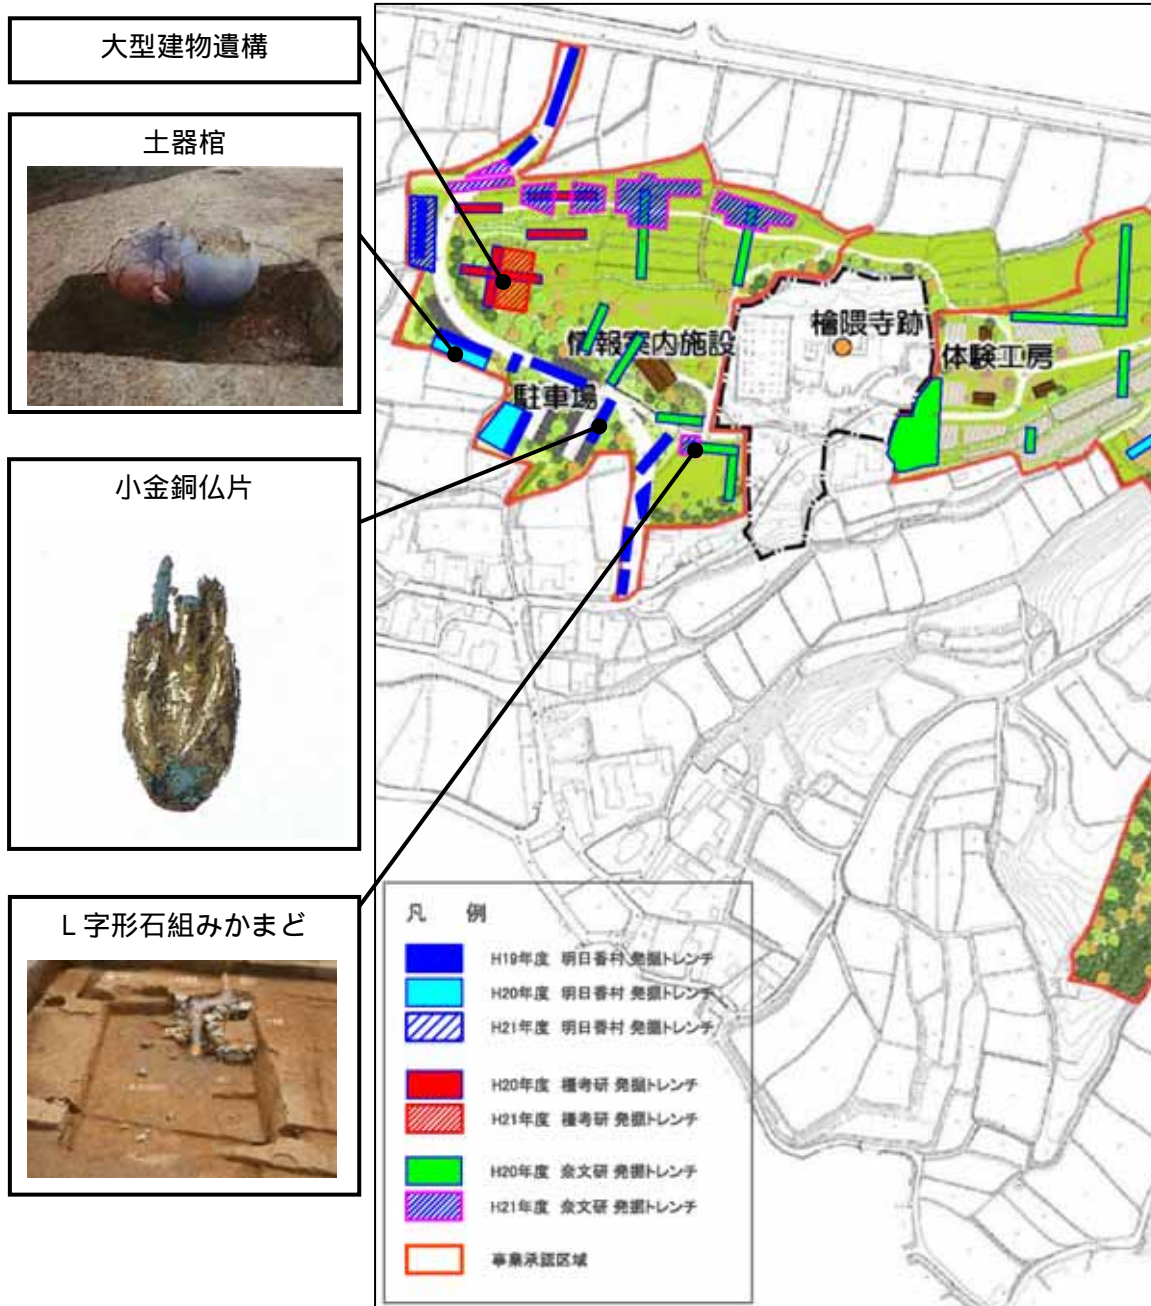 大型建物遺構
土器棺
小金銅仏片
L字形石組みかまど
檜隈寺跡
情報案内施設
体験工房
駐車場
凡 例
H19年度 明日香村 発掘トレンチ
H20年度 明日香村 発掘トレンチ
H21年度 明日香村 発掘トレンチ
H20年度 橿考研 発掘トレンチ
H21年度 橿考研 発掘トレンチ
H20年度 奈文研 発掘トレンチ
H21年度 奈文研 発掘トレンチ
事業承認区域